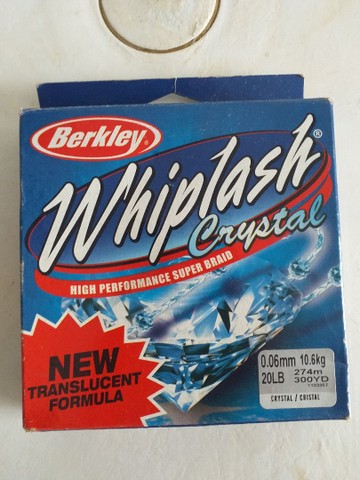 Berkley®
Whiplash®
Crystal
HIGH PERFORMANCE SUPER BRAID
NEW
TRANSLUCENT
FORMULA
0.06mm 10.6kg
20LB 274m
300YD
CRYSTAL / CRISTAL